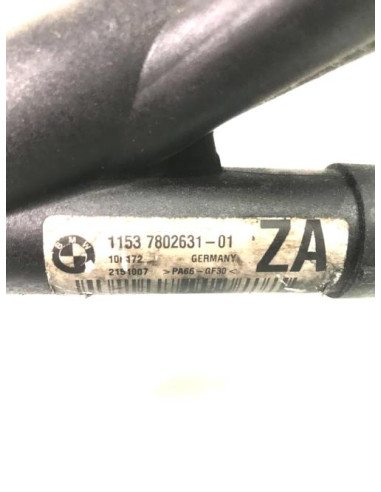 BMW
1153 7802631-01 ZA
GERMANY
>PA66-GF30<